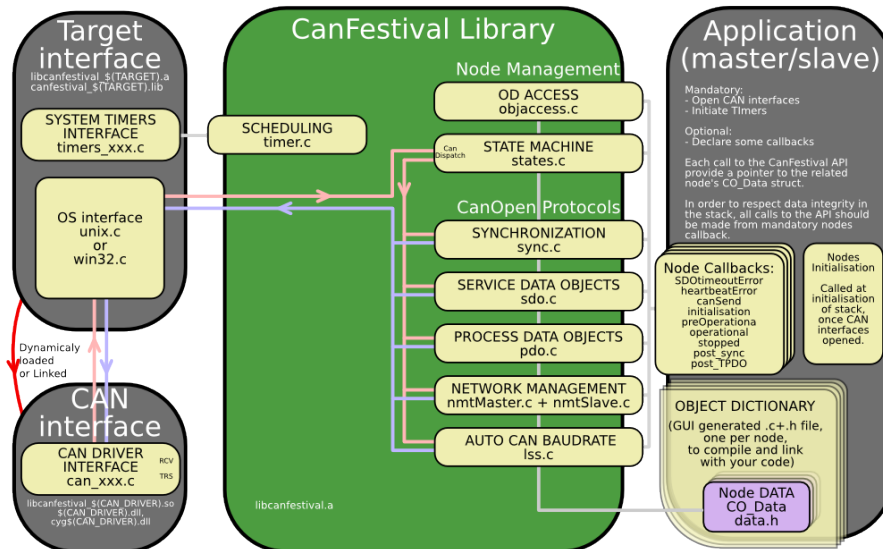 Target
interface
libcanfestival_$(TARGET).a
canfestival_$(TARGET).lib
SYSTEM TIMERS
INTERFACE
timers_xxx.c
OS interface
unix.c
or
win32.c
Dynamicaly
loaded
or Linked
CAN
interface
CAN DRIVER
INTERFACE
can_xxx.c
RCV
TRS
libcanfestival_$(CAN_DRIVER).so
$(CAN_DRIVER).dll,
cyg$(CAN_DRIVER).dll
CanFestival Library
SCHEDULING
timer.c
Node Management
OD ACCESS
objaccess.c
Can
Dispatch
STATE MACHINE
states.c
CanOpen Protocols
SYNCHRONIZATION
sync.c
SERVICE DATA OBJECTS
sdo.c
PROCESS DATA OBJECTS
pdo.c
NETWORK MANAGEMENT
nmtMaster.c + nmtSlave.c
AUTO CAN BAUDRATE
lss.c
libcanfestival.a
Application
(master/slave)
Mandatory:
- Open CAN interfaces
- Initiate TImers
Optional:
- Declare some callbacks
Each call to the CanFestival API
provide a pointer to the related
node's CO_Data struct.
In order to respect data integrity in
the stack, all calls to the API should
be made from mandatory nodes
callback.
Node Callbacks:
SDOtimeoutError
heartbeatError
canSend
initialisation
preOperationa
operational
stopped
post_sync
post_TPDO
Nodes
Initialisation
Called at
initialisation
of stack,
once CAN
interfaces
opened.
OBJECT DICTIONARY
(GUI generated .c+.h file,
one per node,
to compile and link
with your code)
Node DATA
CO_Data
data.h